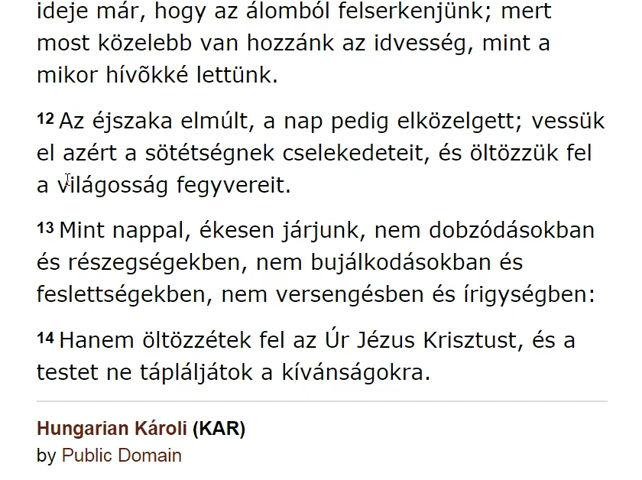 ideje már, hogy az álomból felserkenjünk; mert
most közelebb van hozzánk az idvesség, mint a
mikor hívõkké lettünk.
12 Az éjszaka elmúlt, a nap pedig elközelgett; vessük
el azért a sötétségnek cselekedeteit, és öltözzük fel
a világosság fegyvereit.
13 Mint nappal, ékesen járjunk, nem dobzódásokban
és részegségekben, nem bujálkodásokban és
feslettségekben, nem versengésben és írigységben:
14 Hanem öltözzétek fel az Úr Jézus Krisztust, és a
testet ne tápláljátok a kívánságokra.
Hungarian Károli (KAR)
by Public Domain